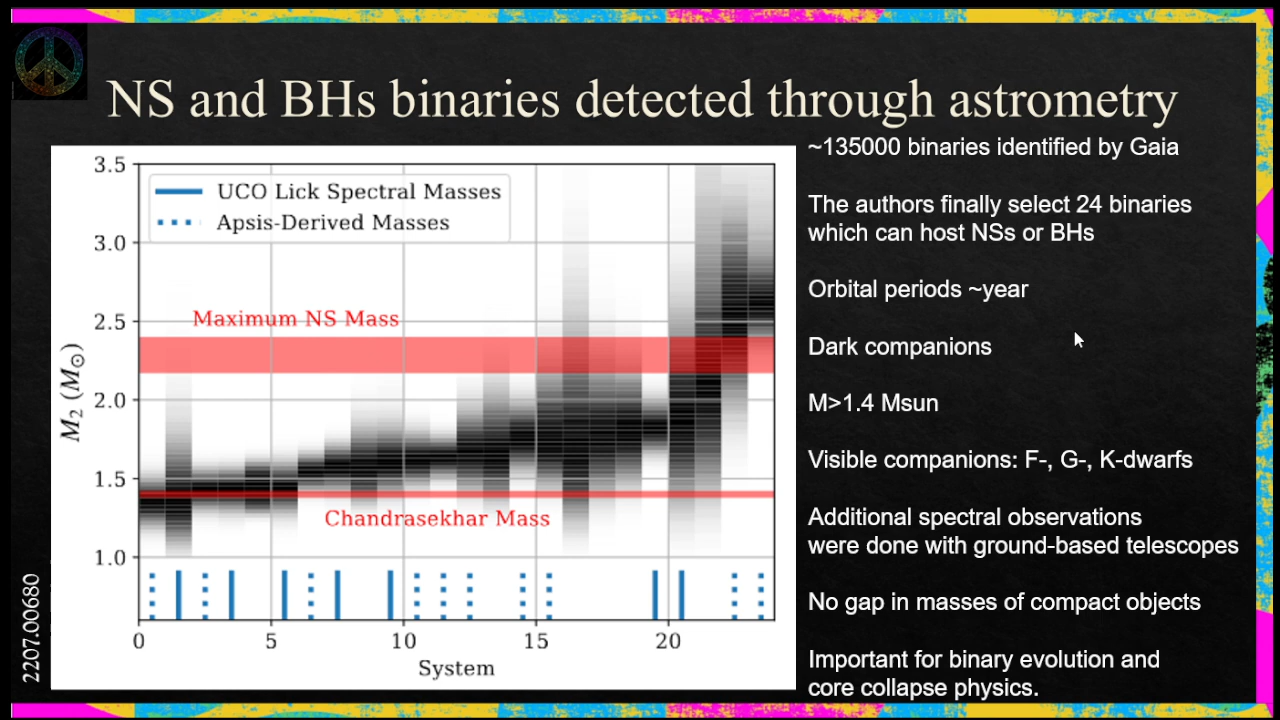 NS and BHs binaries detected through astrometry
3.5
3.0
2.5
2.0
1.5
1.0
M₂ (M⊙)
UCO Lick Spectral Masses
Apsis-Derived Masses
Maximum NS Mass
Chandrasekhar Mass
0 5 10 15 20
System
2207.00680
~135000 binaries identified by Gaia
The authors finally select 24 binaries
which can host NSs or BHs
Orbital periods ~year
Dark companions
M>1.4 Msun
Visible companions: F-, G-, K-dwarfs
Additional spectral observations
were done with ground-based telescopes
No gap in masses of compact objects
Important for binary evolution and
core collapse physics.